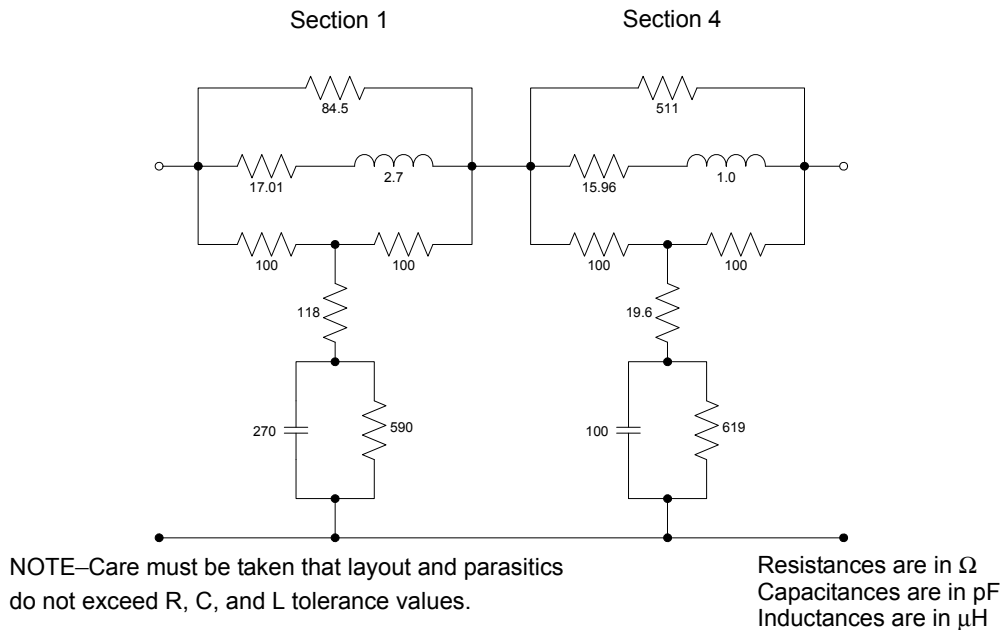 Section 1
Section 4
84.5
511
17.01
2.7
15.96
1.0
100
100
100
100
118
19.6
270
590
100
619
NOTE–Care must be taken that layout and parasitics
do not exceed R, C, and L tolerance values.
Resistances are in Ω
Capacitances are in pF
Inductances are in μH